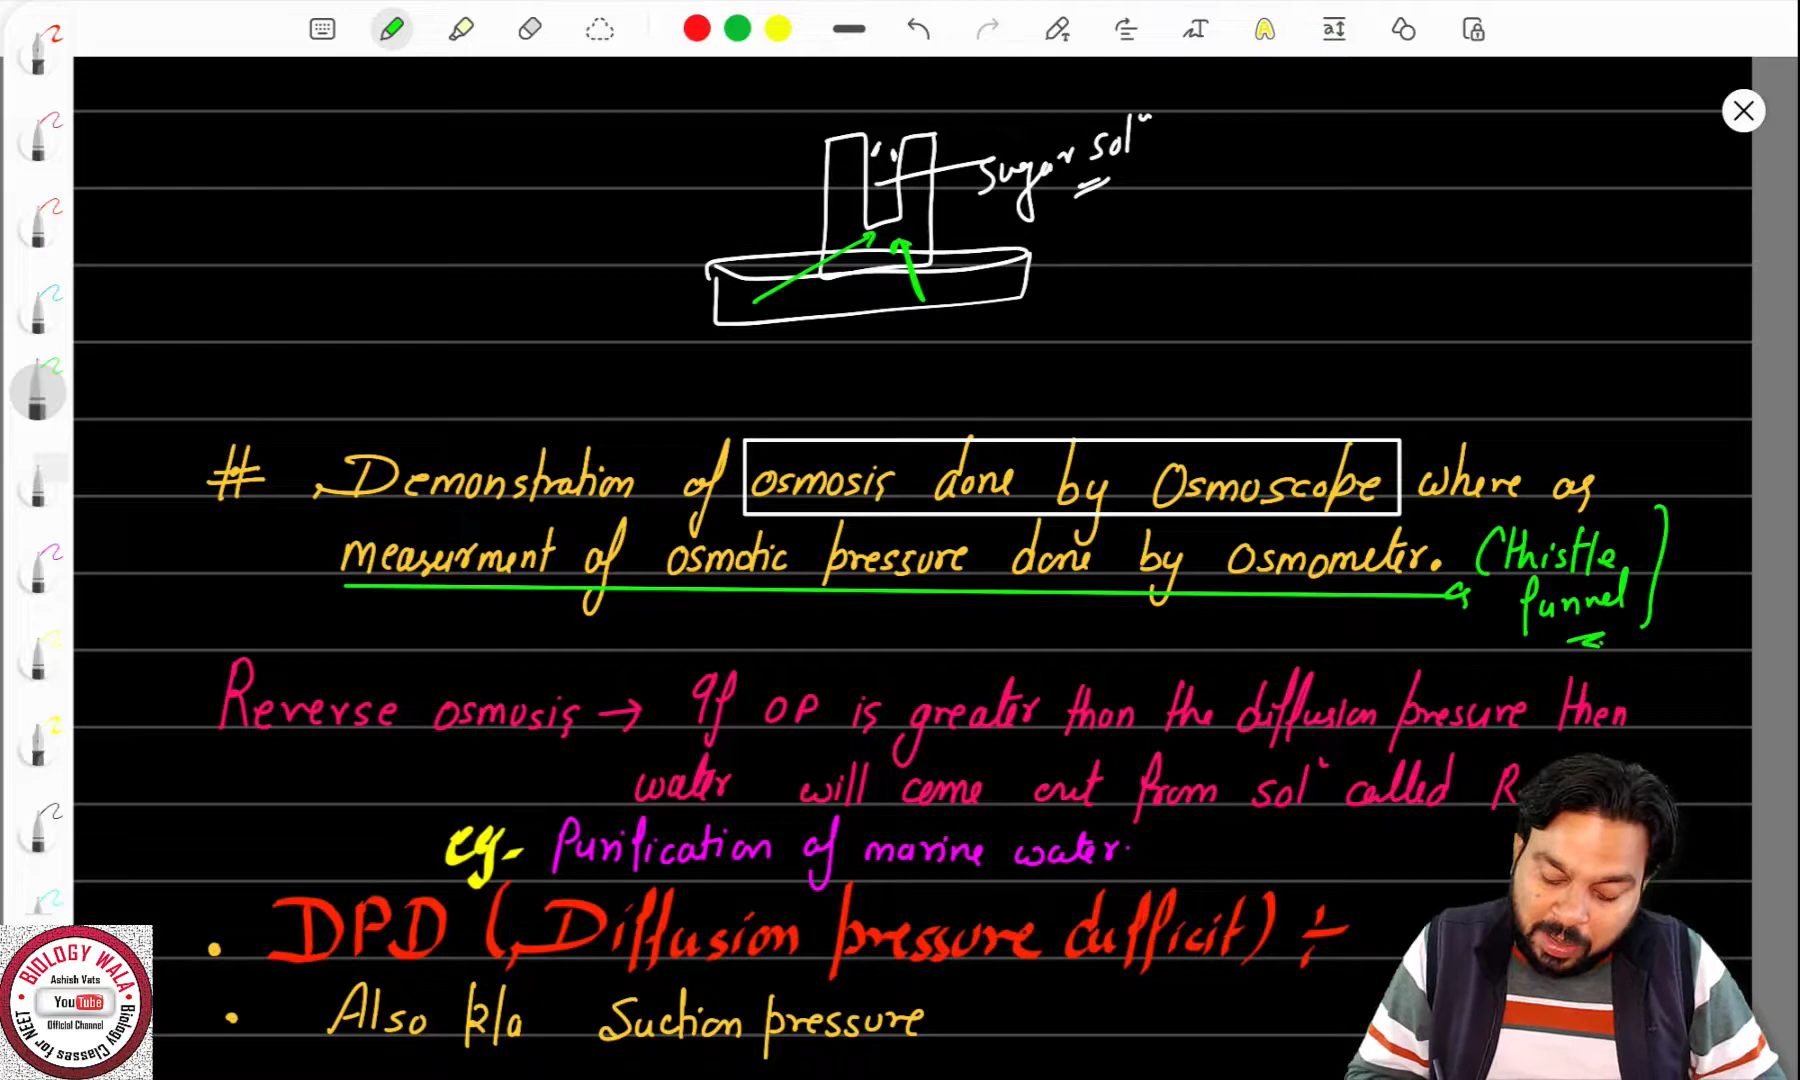 sugar solⁿ
# Demonstration of osmosis done by Osmoscope where as
measurment of osmotic pressure done by Osmometer. (thistle
funnel)
Reverse osmosis → If OP is greater than the diffusion presure then
water will come out from solⁿ called R
eg. Purification of marine water.
• DPD (Diffusion pressure dufficit) ÷
• Also k/a Suction pressure
BIOLOGY WALA
Ashish Vats
YouTube
Official Channel
Biology Classes for NEET